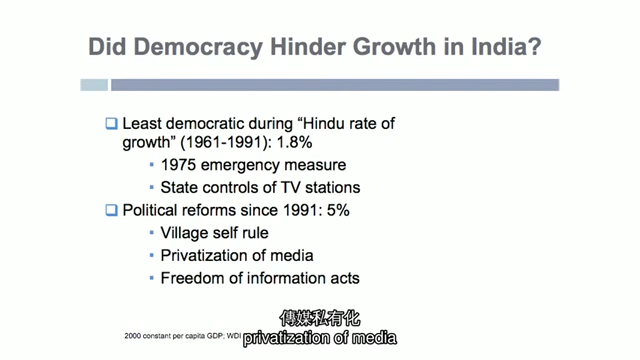 Did Democracy Hinder Growth in India?
Least democratic during “Hindu rate of
growth” (1961-1991): 1.8%
1975 emergency measure
State controls of TV stations
Political reforms since 1991: 5%
Village self rule
Privatization of media
Freedom of information acts
2000 constant per capita GDP; WDI
傳媒私有化
privatization of media